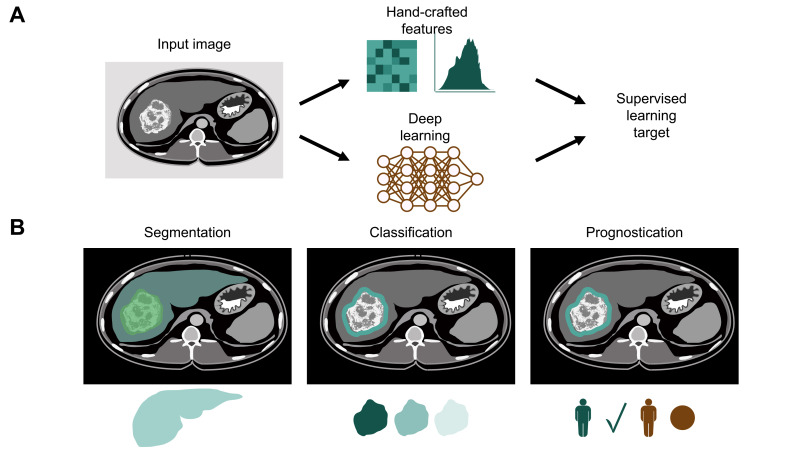 A
Input image
Hand-crafted
features
Deep
learning
Supervised
learning
target
B
Segmentation
Classification
Prognostication